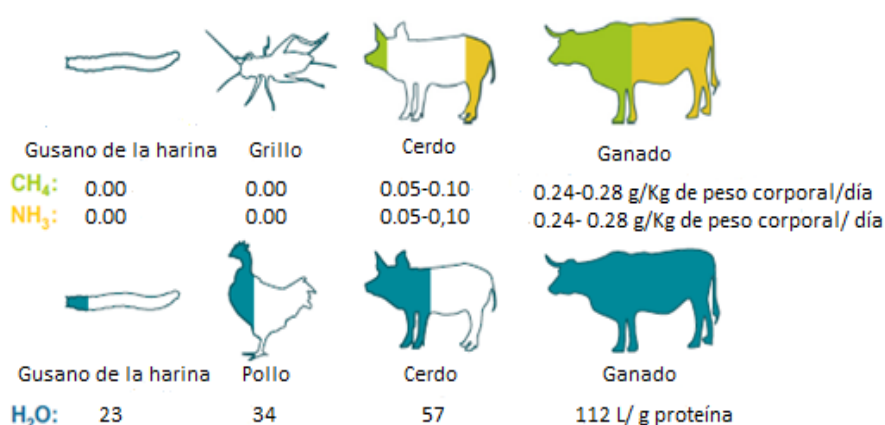 Gusano de la harina Grillo Cerdo Ganado
CH₄: 0.00 0.00 0.05-0.10 0.24-0.28 g/Kg de peso corporal/día
NH₃: 0.00 0.00 0.05-0,10 0.24- 0.28 g/Kg de peso corporal/ día
Gusano de la harina Pollo Cerdo Ganado
H₂O: 23 34 57 112 L/ g proteína